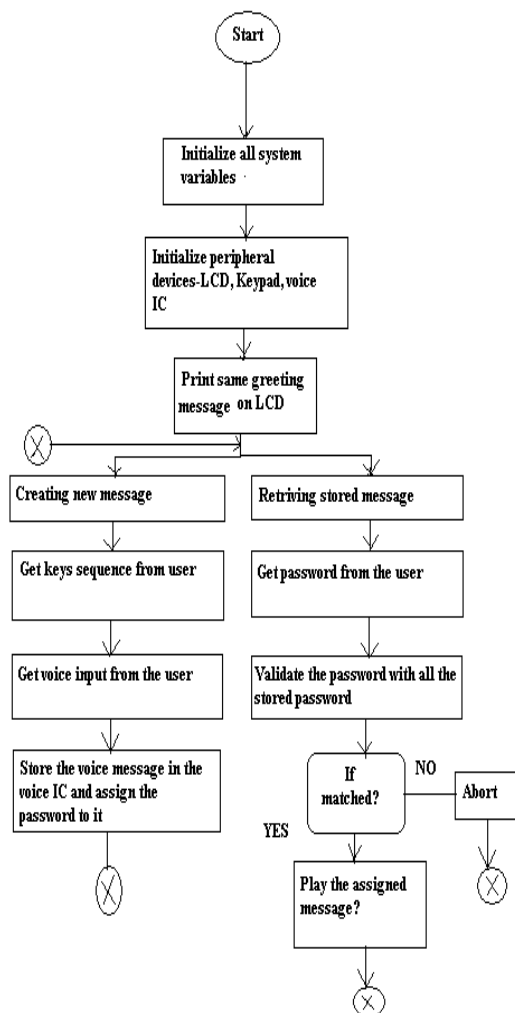 Start
Initialize all system
variables
Initialize peripheral
devices-LCD, Keypad, voice
IC
Print same greeting
message on LCD
X
Creating new message
Retriving stored message
Get keys sequence from user
Get password from the user
Get voice input from the user
Validate the password with all the
stored password
Store the voice message in the
voice IC and assign the
password to it
If
matched?
NO
Abort
YES
X
X
Play the assigned
message?
X